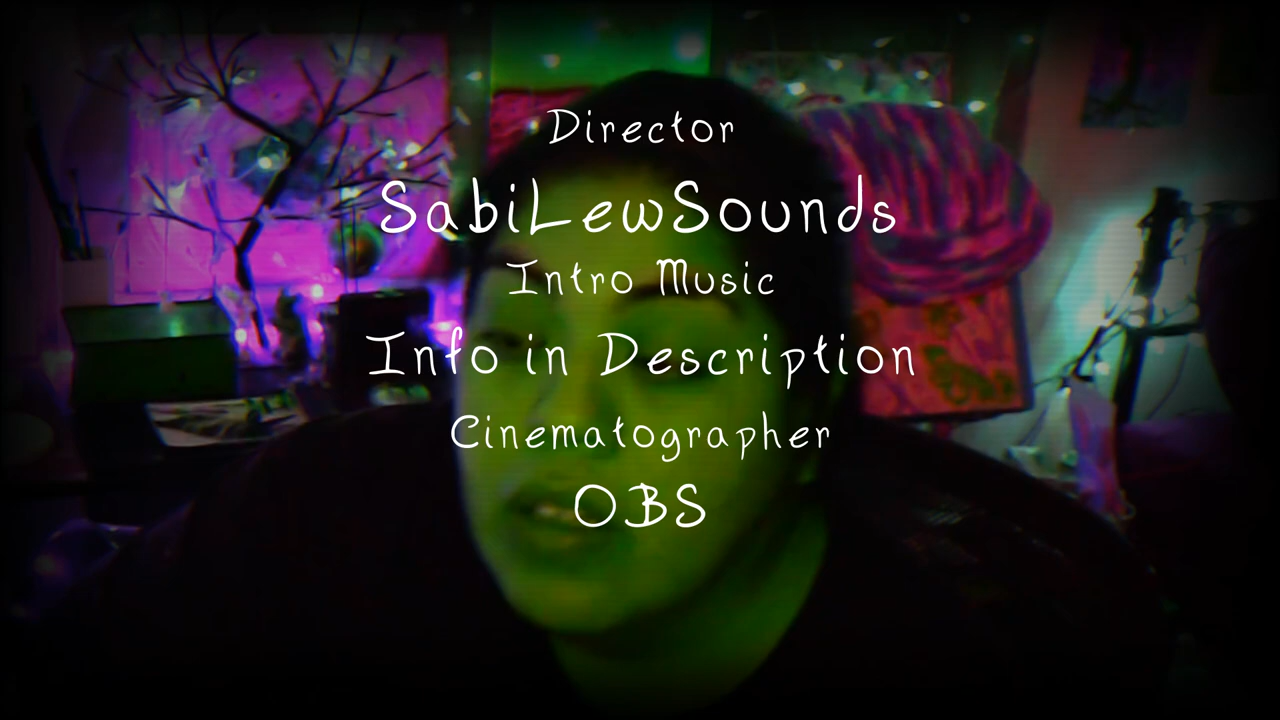 Director
SabiLewSounds
Intro Music
Info in Description
Cinematographer
OBS